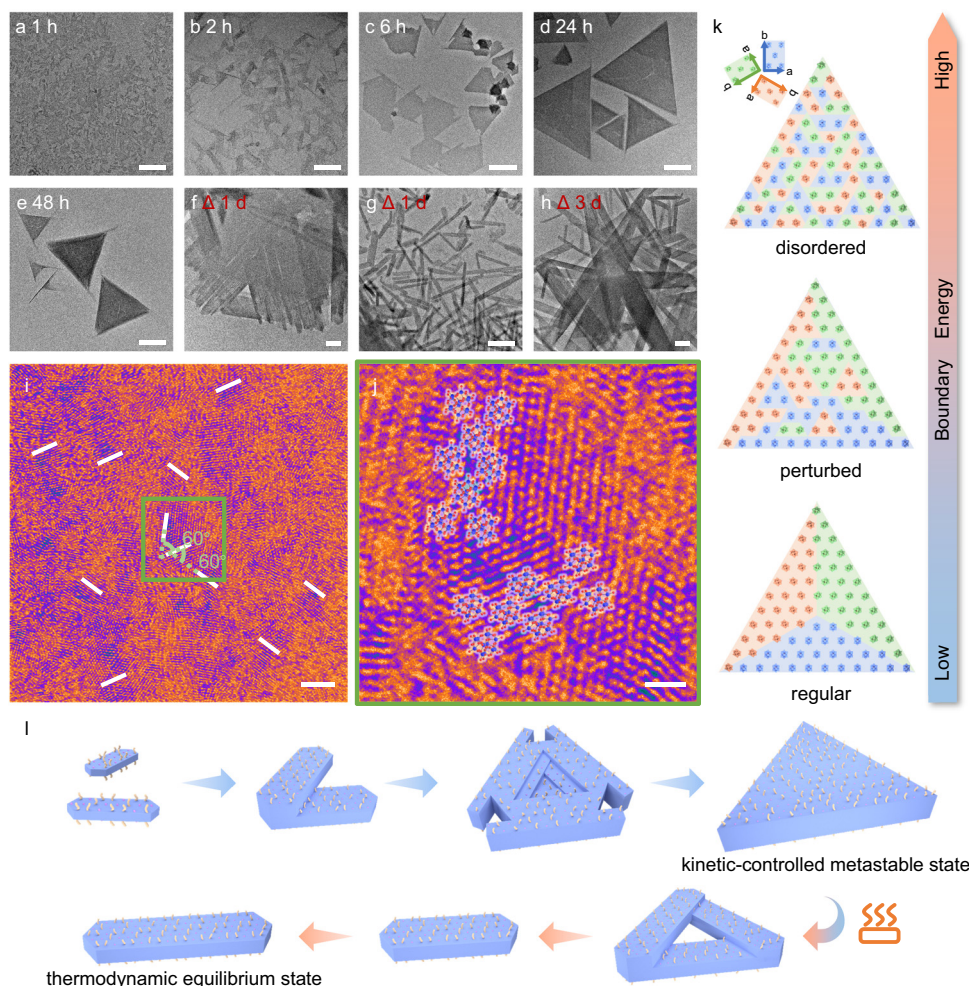 a 1 h
b 2 h
c 6 h
d 24 h
e 48 h
f Δ 1 d
g Δ 1 d
h Δ 3 d
i
60°
60°
j
k
b
a
a
b
b
a
disordered
perturbed
regular
High
Boundary Energy
Low
l
kinetic-controlled metastable state
thermodynamic equilibrium state